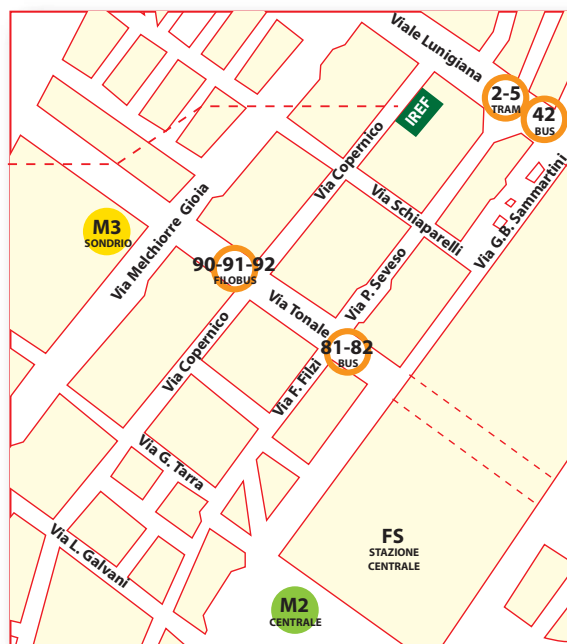 Viale Lunigiana
2-5
TRAM
42
BUS
IREF
Via Copernico
Via Schiaparelli
Via G.B. Sammartini
M3
SONDRIO
Via Melchiorre Gioia
90-91-92
FILOBUS
Via P. Seveso
Via Tonale
81-82
BUS
Via Copernico
Via F. Filzi
Via G. Tarra
Via L. Galvani
FS
STAZIONE
CENTRALE
M2
CENTRALE